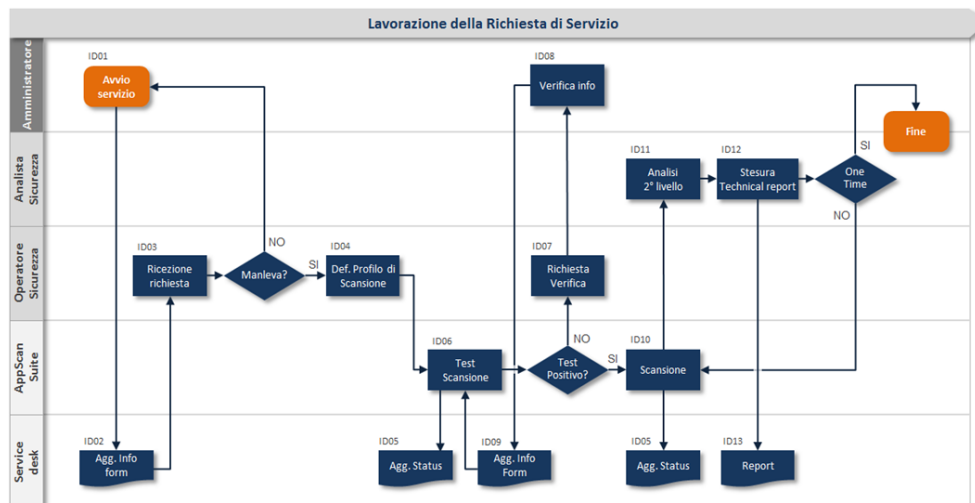 Lavorazione della Richiesta di Servizio
Amministratore
ID01
Avvio
servizio
ID08
Verifica info
Fine
Analista
Sicurezza
ID11
Analisi
2° livello
ID12
Stesura
Technical report
One
Time
SI
NO
Operatore
Sicurezza
ID03
Ricezione
richiesta
Manleva?
NO
SI
ID04
Def. Profilo di
Scansione
ID07
Richiesta
Verifica
AppScan
Suite
ID06
Test
Scansione
Test
Positivo?
NO
SI
ID10
Scansione
Service
desk
ID02
Agg. Info
form
ID05
Agg. Status
ID09
Agg. Info
Form
ID05
Agg. Status
ID13
Report